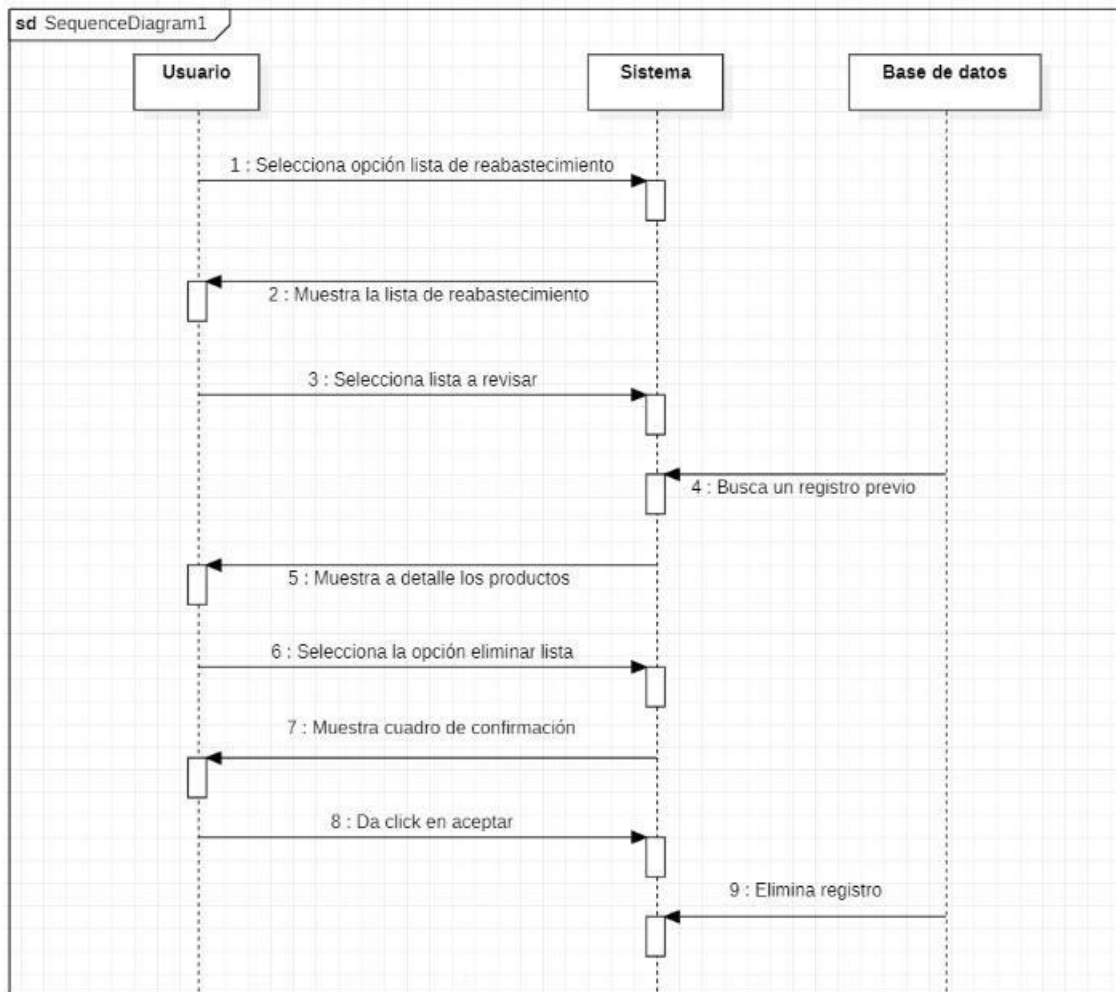 sd SequenceDiagram1
Usuario
Sistema
Base de datos
1 : Selecciona opción lista de reabastecimiento
2 : Muestra la lista de reabastecimiento
3 : Selecciona lista a revisar
4 : Busca un registro previo
5 : Muestra a detalle los productos
6 : Selecciona la opción eliminar lista
7 : Muestra cuadro de confirmación
8 : Da click en aceptar
9 : Elimina registro